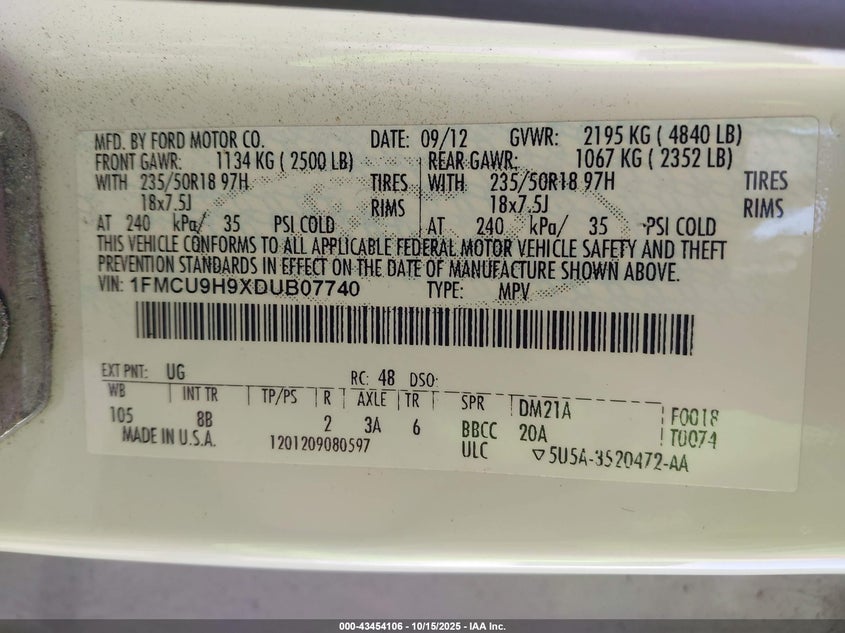 MFD. BY FORD MOTOR CO. DATE: 09/12 GVWR: 2195 KG ( 4840 LB)
FRONT GAWR: 1134 KG ( 2500 LB) REAR GAWR: 1067 KG ( 2352 LB)
WITH 235/50R18 97H TIRES WITH 235/50R18 97H TIRES
18x7.5J RIMS 18x7.5J RIMS
AT 240 kPa/ 35 PSI COLD AT 240 kPa/ 35 PSI COLD
THIS VEHICLE CONFORMS TO ALL APPLICABLE FEDERAL MOTOR VEHICLE SAFETY AND THEFT
PREVENTION STANDARDS IN EFFECT ON THE DATE OF MANUFACTURE SHOWN ABOVE.
VIN: 1FMCU9H9XDUB07740 TYPE: MPV
EXT PNT: UG RC: 48 DSO:
WB INT TR TP/PS R AXLE TR SPR DM21A F0018
105 8B 2 3A 6 BBCC 20A T0074
MADE IN U.S.A. 1201209080597 ULC ▽5U5A-3520472-AA
000-43454106 - 10/15/2025 - IAA Inc.